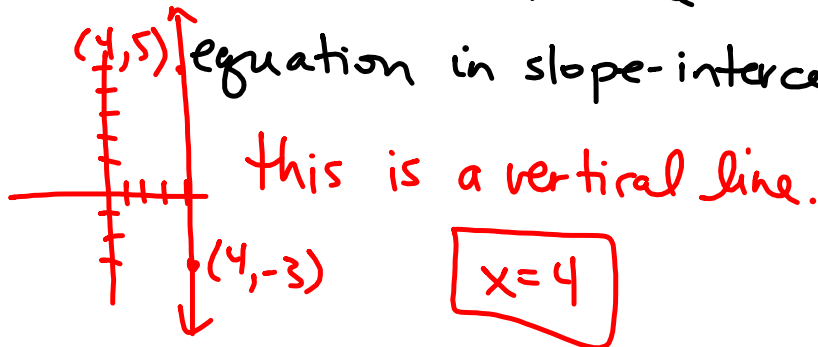 (4,5)
equation in slope-interce
this is a vertical line.
(4,-3)
x=4